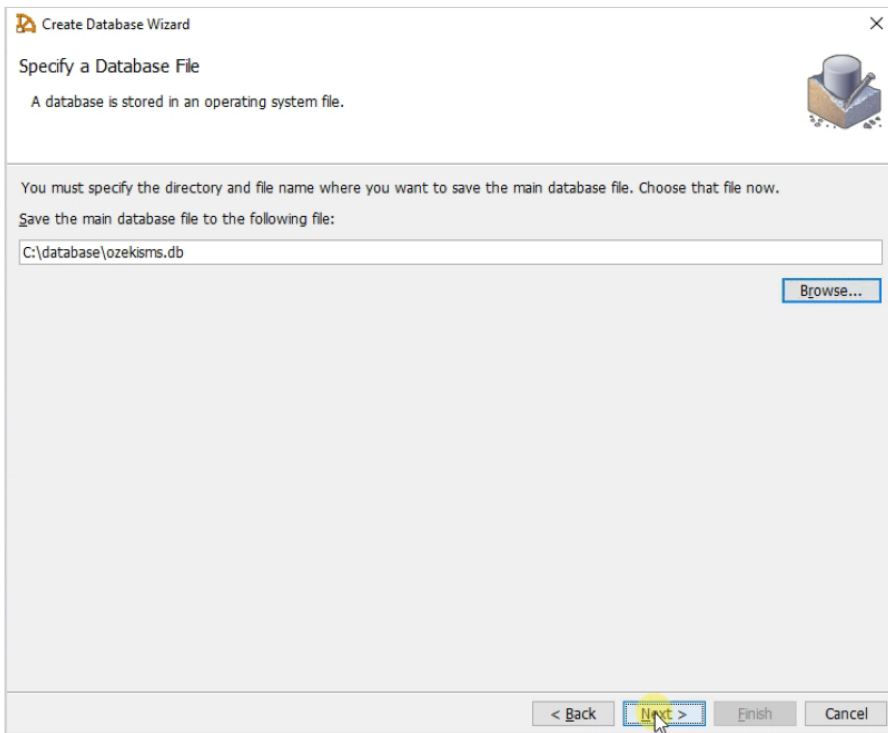 Create Database Wizard
Specify a Database File
A database is stored in an operating system file.
You must specify the directory and file name where you want to save the main database file. Choose that file now.
Save the main database file to the following file:
C:\database\ozekisms.db
Browse...
< Back Next > Finish Cancel